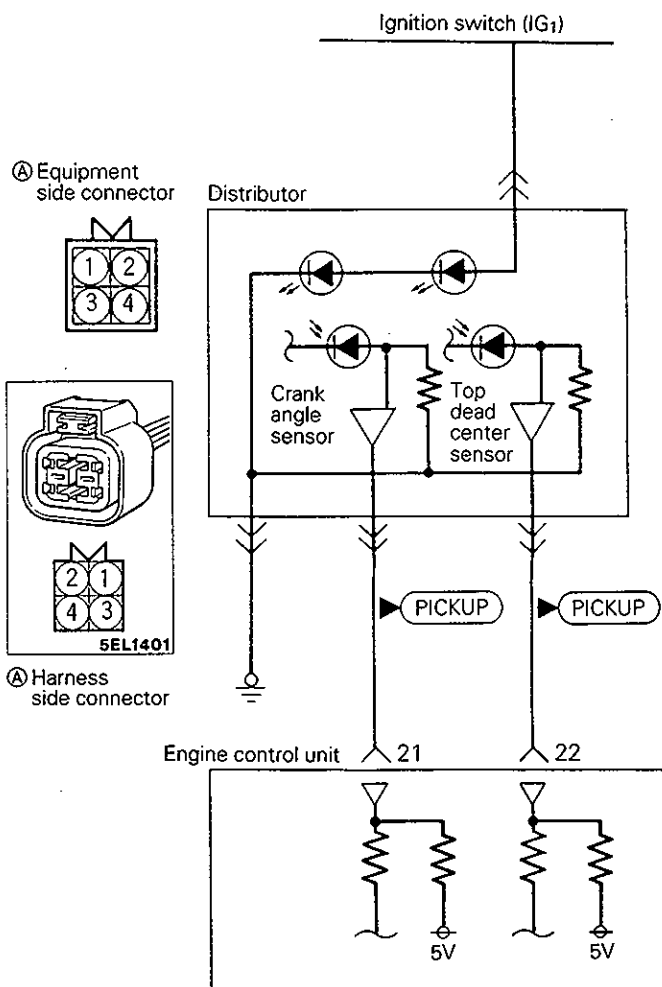 Ignition switch (IG1)
Ⓐ Equipment
side connector
Distributor
1 2
3 4
Crank
angle
sensor
Top
dead
center
sensor
2 1
4 3
5EL1401
Ⓐ Harness
side connector
PICKUP
PICKUP
Engine control unit
21
22
5V
5V